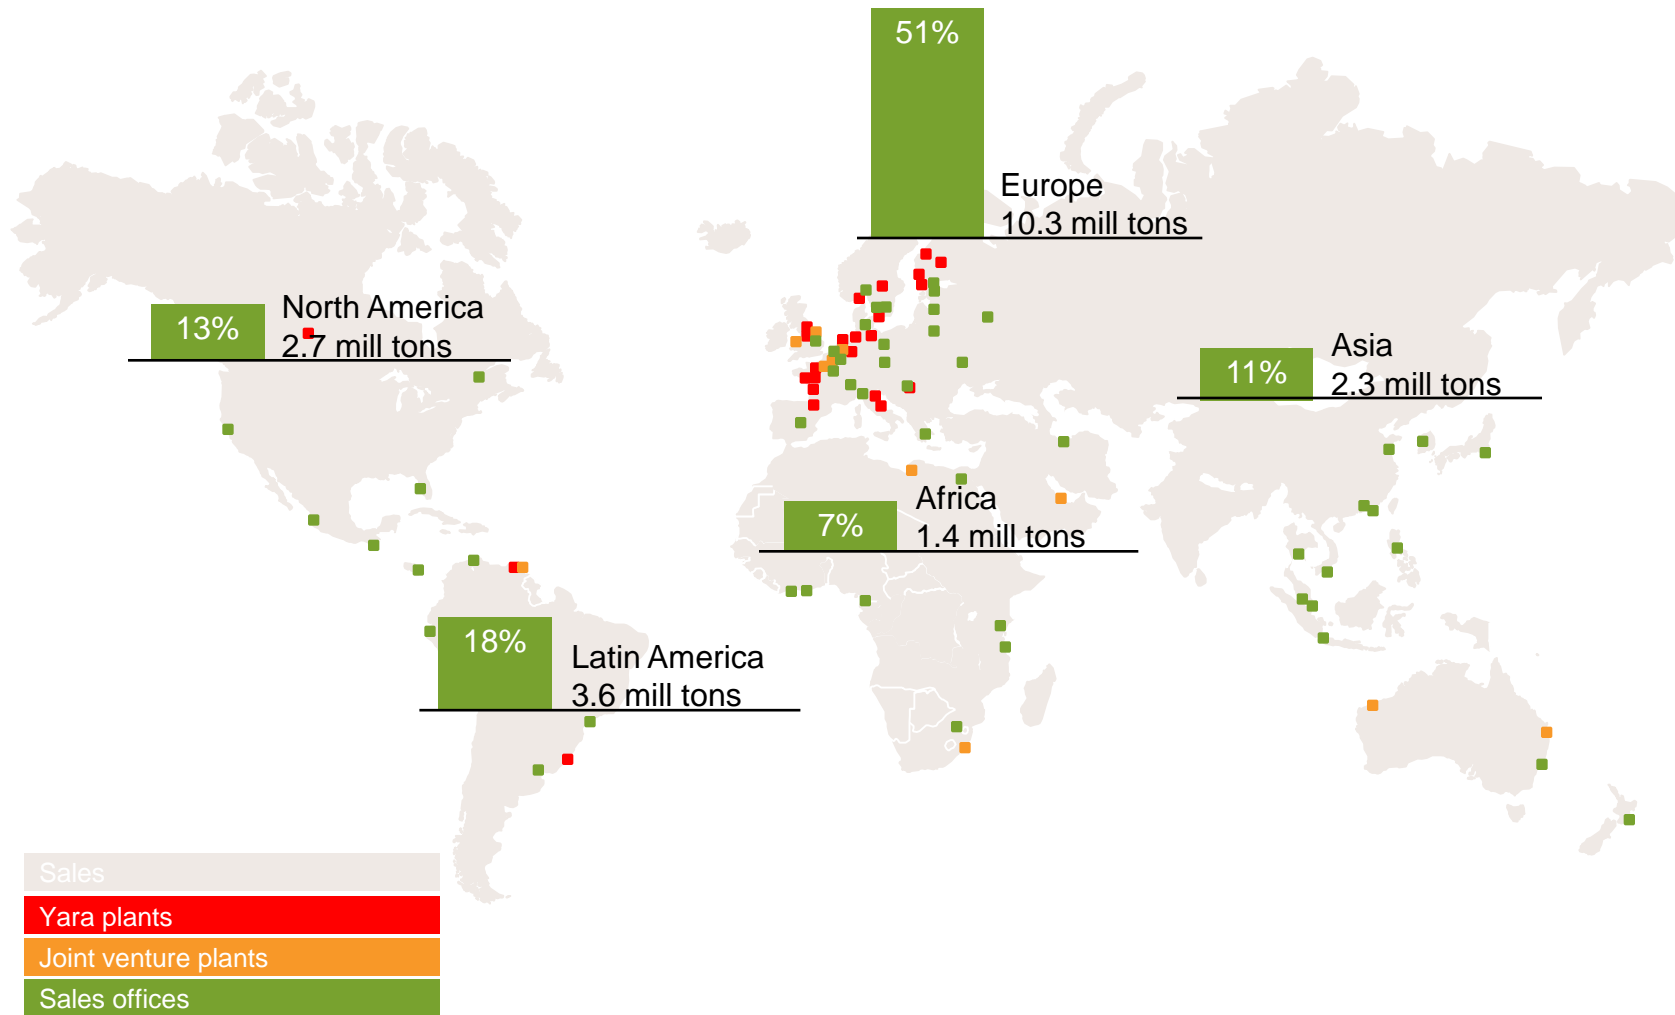 51%
Europe
10.3 mill tons
13%
North America
2.7 mill tons
11%
Asia
2.3 mill tons
7%
Africa
1.4 mill tons
18%
Latin America
3.6 mill tons
Sales
Yara plants
Joint venture plants
Sales offices